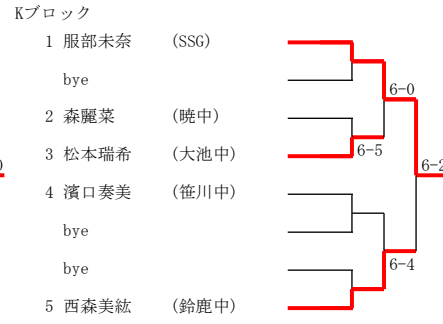 Kブロック
1 服部未奈 (SSG)
bye
6-0
2 森麗菜 (暁中)
3 松本瑞希 (大池中)
6-5
6-2
4 濱口奏美 (笹川中)
bye
bye
6-4
5 西森美紘 (鈴鹿中)